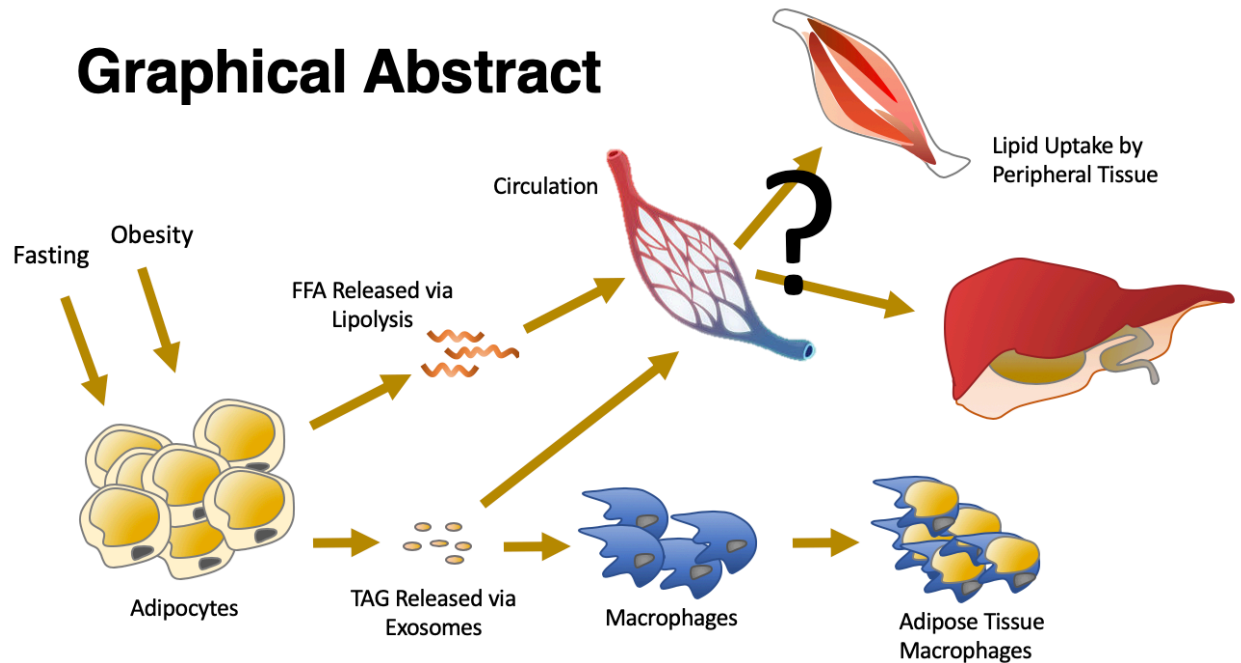 Graphical Abstract
Lipid Uptake by
Peripheral Tissue
Circulation
Fasting
Obesity
FFA Released via
Lipolysis
?
Adipocytes
TAG Released via
Exosomes
Macrophages
Adipose Tissue
Macrophages